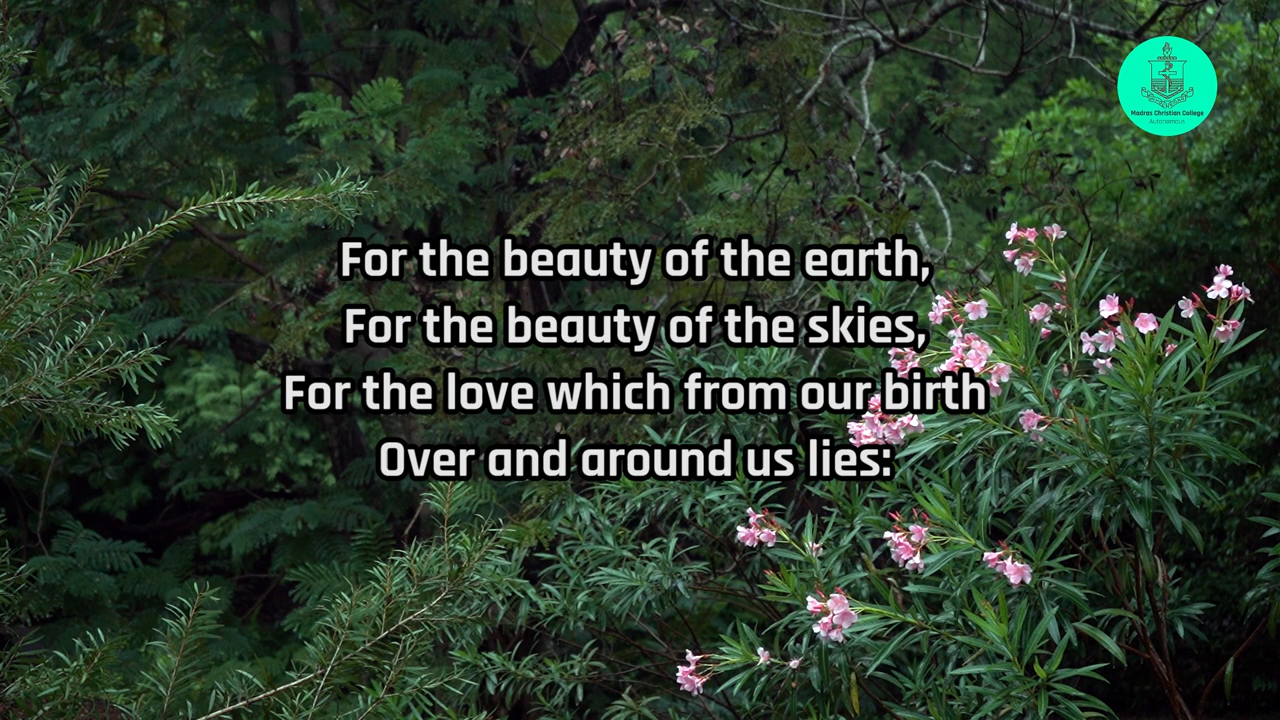 Madras Christian College
Autonomous
For the beauty of the earth,
For the beauty of the skies,
For the love which from our birth
Over and around us lies: